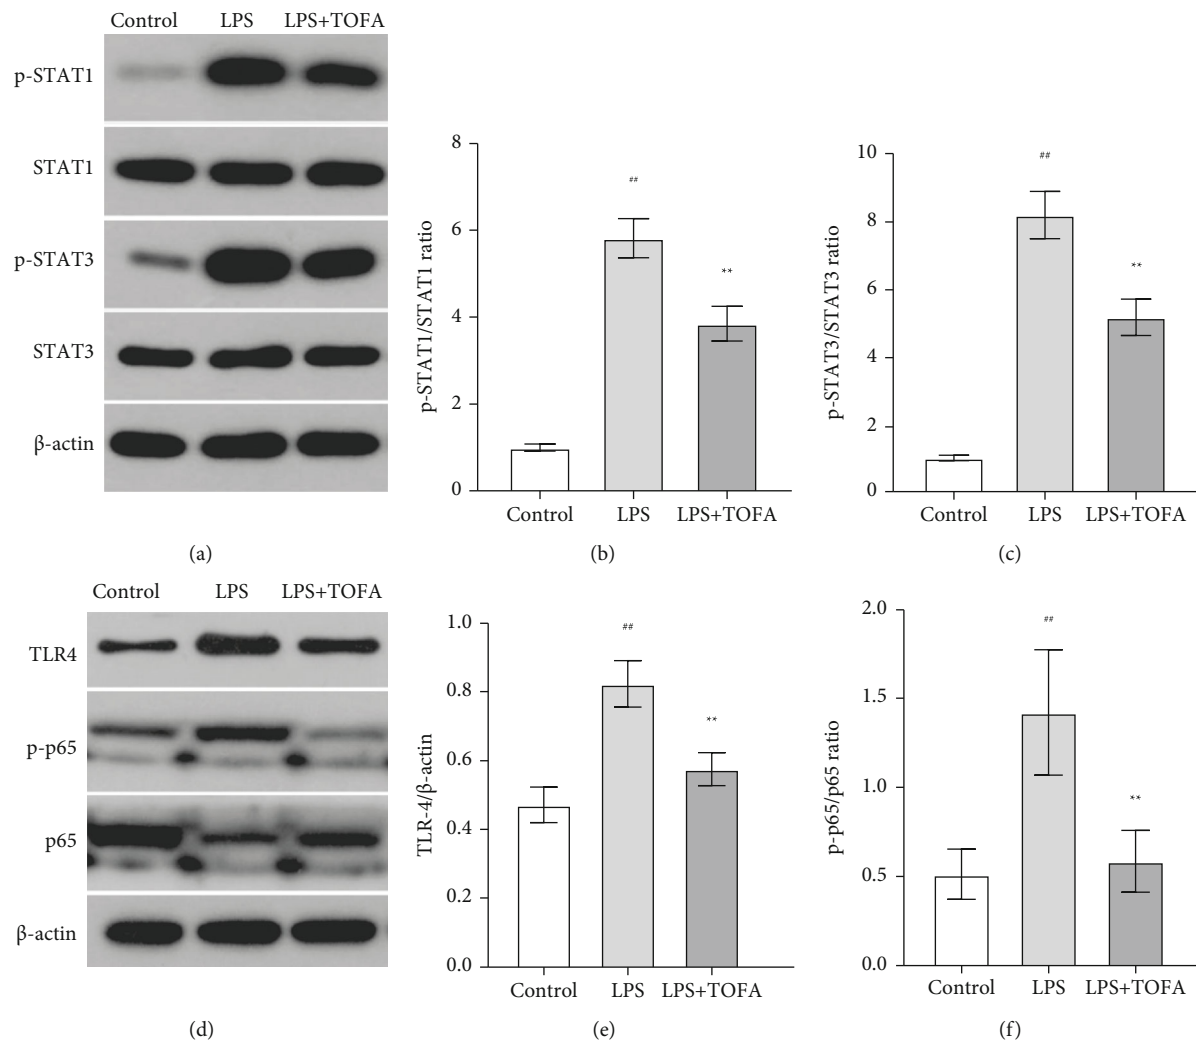 Control LPS LPS+TOFA
p-STAT1
STAT1
p-STAT3
STAT3
β-actin
(a)
p-STAT1/STAT1 ratio
8
6
4
2
0
##
**
Control LPS LPS+TOFA
(b)
p-STAT3/STAT3 ratio
10
8
6
4
2
0
##
**
Control LPS LPS+TOFA
(c)
Control LPS LPS+TOFA
TLR4
p-p65
p65
β-actin
(d)
TLR-4/β-actin
1.0
0.8
0.6
0.4
0.2
0.0
##
**
Control LPS LPS+TOFA
(e)
p-p65/p65 ratio
2.0
1.5
1.0
0.5
0.0
##
**
Control LPS LPS+TOFA
(f)